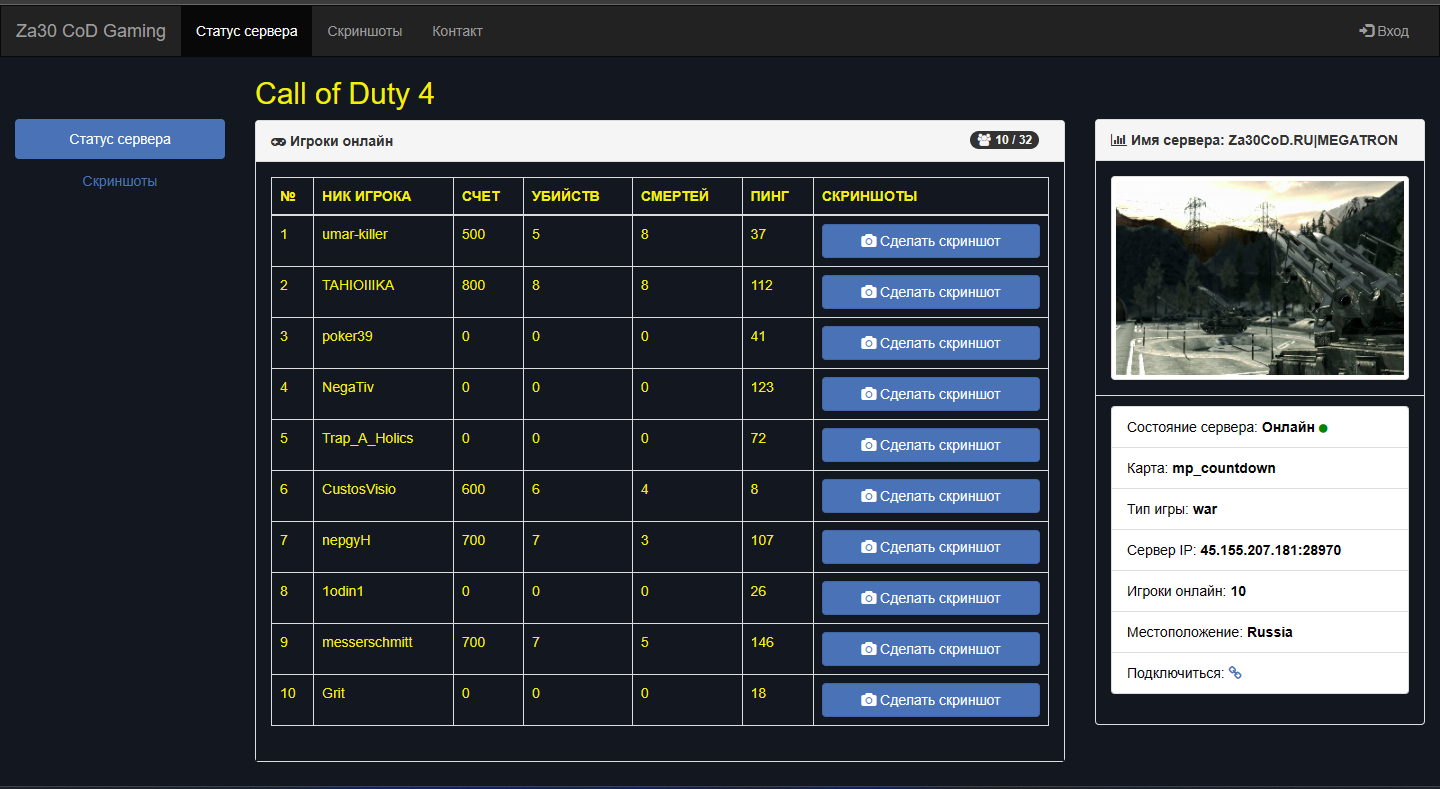 Za30 CoD Gaming Статус сервера Скриншоты Контакт Вход
Call of Duty 4
Статус сервера
Скриншоты
Игроки онлайн 10 / 32
№ НИК ИГРОКА СЧЕТ УБИЙСТВ СМЕРТЕЙ ПИНГ СКРИНШОТЫ
1 umar-killer 500 5 8 37 Сделать скриншот
2 TAHIOIIIKA 800 8 8 112 Сделать скриншот
3 poker39 0 0 0 41 Сделать скриншот
4 NegaTiv 0 0 0 123 Сделать скриншот
5 Trap_A_Holics 0 0 0 72 Сделать скриншот
6 CustosVisio 600 6 4 8 Сделать скриншот
7 nepgyH 700 7 3 107 Сделать скриншот
8 1odin1 0 0 0 26 Сделать скриншот
9 messerschmitt 700 7 5 146 Сделать скриншот
10 Grit 0 0 0 18 Сделать скриншот
Имя сервера: Za30CoD.RU|MEGATRON
Состояние сервера: Онлайн
Карта: mp_countdown
Тип игры: war
Сервер IP: 45.155.207.181:28970
Игроки онлайн: 10
Местоположение: Russia
Подключиться: